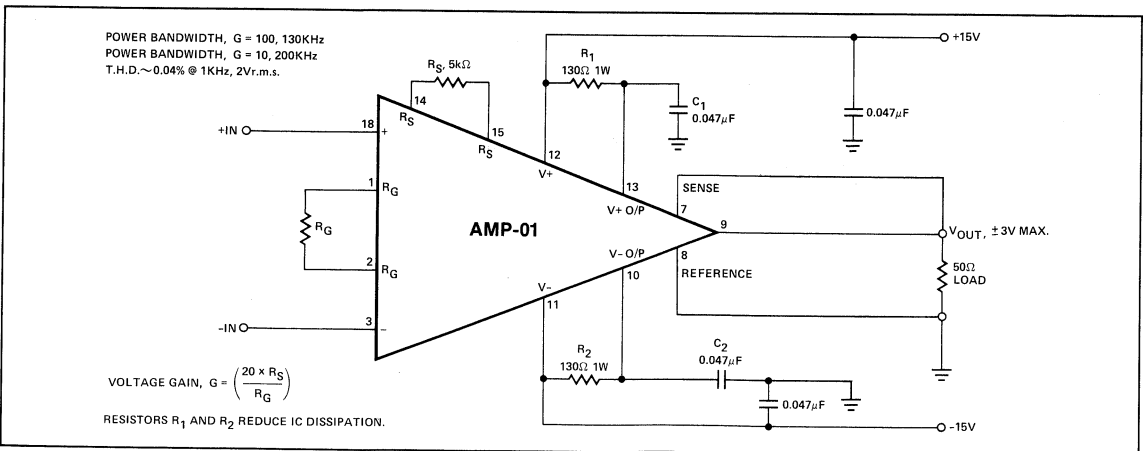 POWER BANDWIDTH, G = 100, 130KHz
POWER BANDWIDTH, G = 10, 200KHz
T.H.D.~0.04% @ 1KHz, 2Vr.m.s.
RS, 5kΩ
14
RS
15
RS
R1
130Ω 1W
C1
0.047μF
+15V
0.047μF
+IN
18
+
12
V+
13
V+ O/P
SENSE
7
1
RG
RG
AMP-01
9
VOUT, ±3V MAX.
2
RG
V- O/P
10
8
REFERENCE
50Ω
LOAD
V-
11
-IN
3
-
R2
130Ω 1W
C2
0.047μF
0.047μF
-15V
VOLTAGE GAIN, G = (20 × RS / RG)
RESISTORS R1 AND R2 REDUCE IC DISSIPATION.